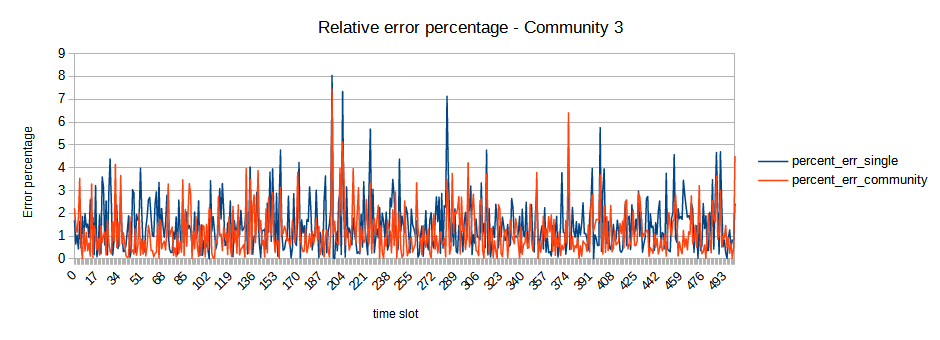 Relative error percentage - Community 3
9
8
7
6
5
4
3
2
1
0
Error percentage
0 17 34 51 68 85 102 119 136 153 170 187 204 221 238 255 272 289 306 323 340 357 374 391 408 425 442 459 476 493
time slot
percent_err_single
percent_err_community